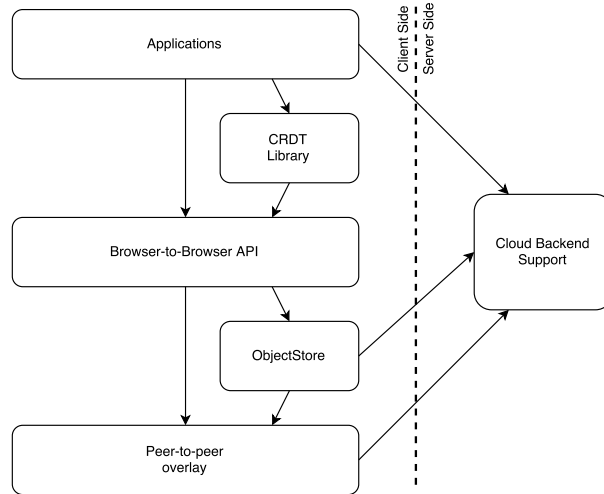 Applications
Client Side
Server Side
CRDT
Library
Browser-to-Browser API
Cloud Backend
Support
ObjectStore
Peer-to-peer
overlay